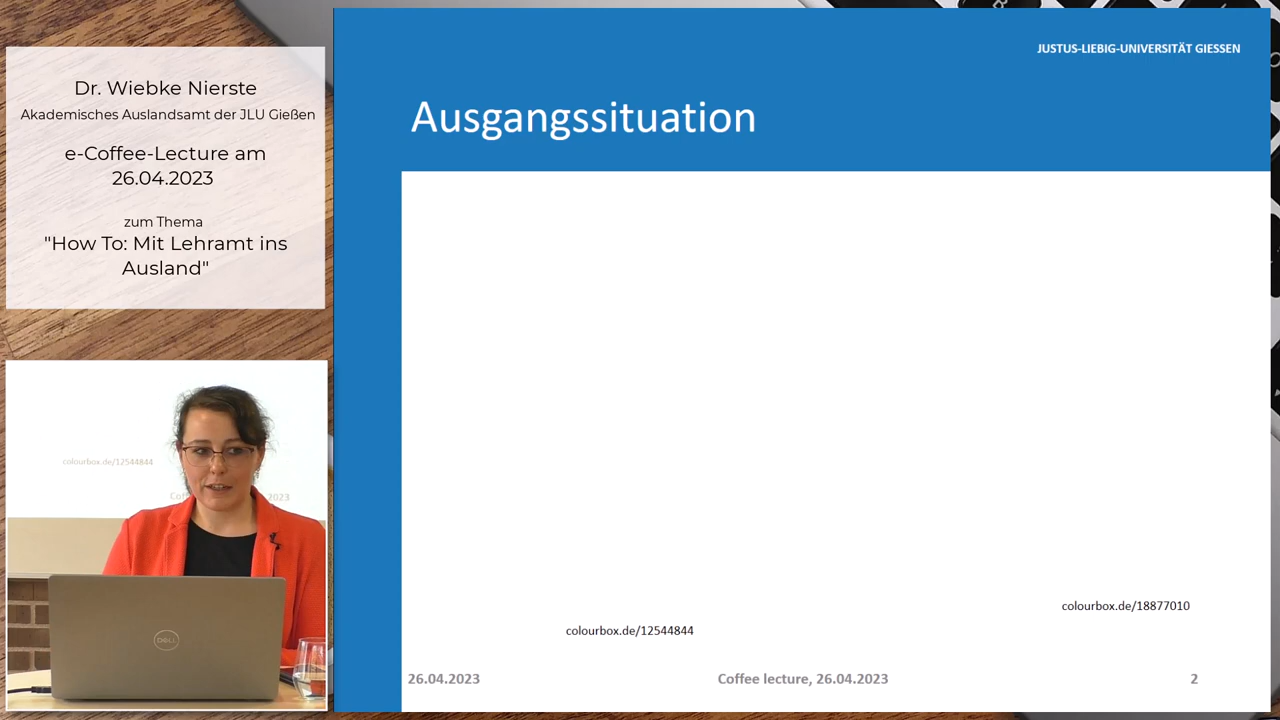 Dr. Wiebke Nierste
Akademisches Auslandsamt der JLU Gießen
e-Coffee-Lecture am
26.04.2023
zum Thema
"How To: Mit Lehramt ins
Ausland"
JUSTUS-LIEBIG-UNIVERSITÄT GIESSEN
Ausgangssituation
colourbox.de/18877010
colourbox.de/12544844
26.04.2023 Coffee lecture, 26.04.2023 2
colourbox.de/12544844
2023
DELL